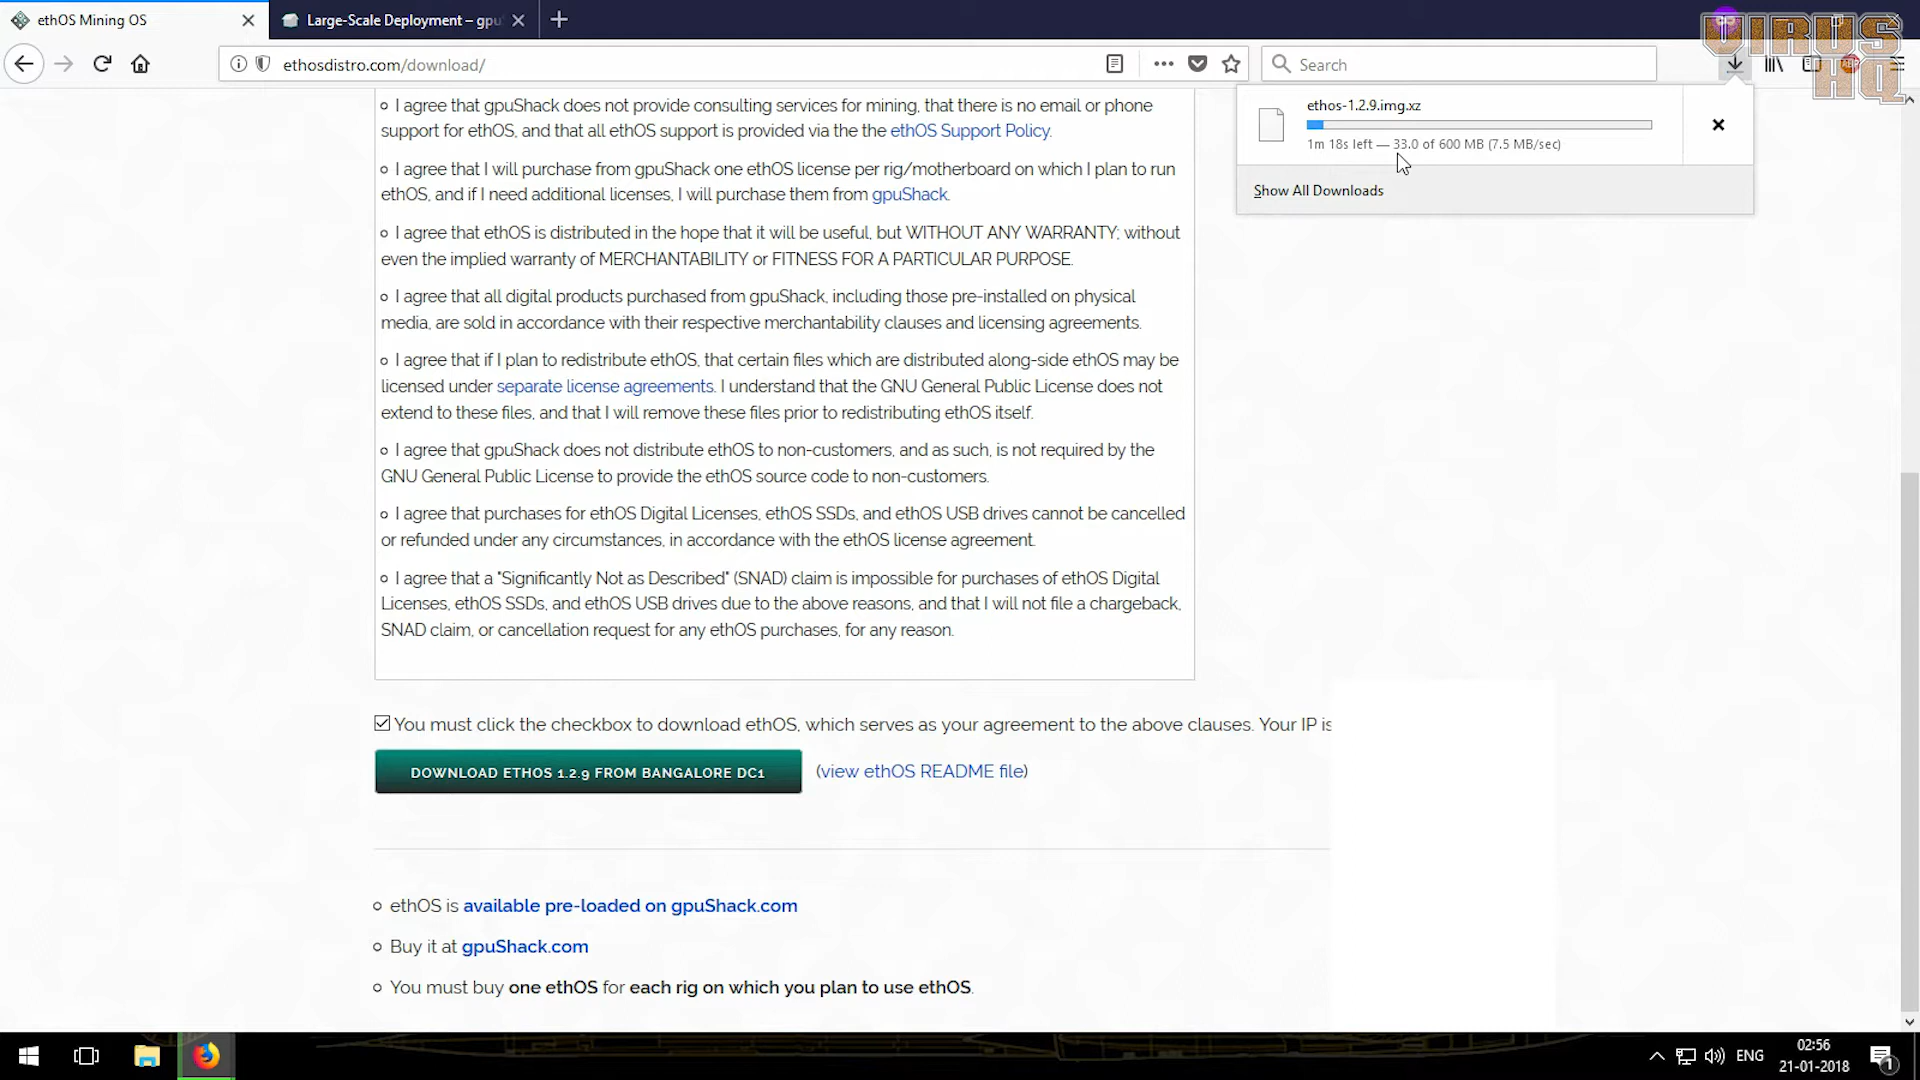 ethOS Mining OS
Large-Scale Deployment – gpu
VIRUS
HQ
ethosdistro.com/download/
Search
ethos-1.2.9.img.xz
1m 18s left — 33.0 of 600 MB (7.5 MB/sec)
Show All Downloads
I agree that gpuShack does not provide consulting services for mining, that there is no email or phone
support for ethOS, and that all ethOS support is provided via the the ethOS Support Policy.
I agree that I will purchase from gpuShack one ethOS license per rig/motherboard on which I plan to run
ethOS, and if I need additional licenses, I will purchase them from gpuShack.
I agree that ethOS is distributed in the hope that it will be useful, but WITHOUT ANY WARRANTY; without
even the implied warranty of MERCHANTABILITY or FITNESS FOR A PARTICULAR PURPOSE.
I agree that all digital products purchased from gpuShack, including those pre-installed on physical
media, are sold in accordance with their respective merchantability clauses and licensing agreements.
I agree that if I plan to redistribute ethOS, that certain files which are distributed along-side ethOS may be
licensed under separate license agreements. I understand that the GNU General Public License does not
extend to these files, and that I will remove these files prior to redistributing ethOS itself.
I agree that gpuShack does not distribute ethOS to non-customers, and as such, is not required by the
GNU General Public License to provide the ethOS source code to non-customers.
I agree that purchases for ethOS Digital Licenses, ethOS SSDs, and ethOS USB drives cannot be cancelled
or refunded under any circumstances, in accordance with the ethOS license agreement.
I agree that a "Significantly Not as Described" (SNAD) claim is impossible for purchases of ethOS Digital
Licenses, ethOS SSDs, and ethOS USB drives due to the above reasons, and that I will not file a chargeback,
SNAD claim, or cancellation request for any ethOS purchases, for any reason.
You must click the checkbox to download ethOS, which serves as your agreement to the above clauses. Your IP is
DOWNLOAD ETHOS 1.2.9 FROM BANGALORE DC1
(view ethOS README file)
ethOS is available pre-loaded on gpuShack.com
Buy it at gpuShack.com
You must buy one ethOS for each rig on which you plan to use ethOS.
ENG
02:56
21-01-2018
1